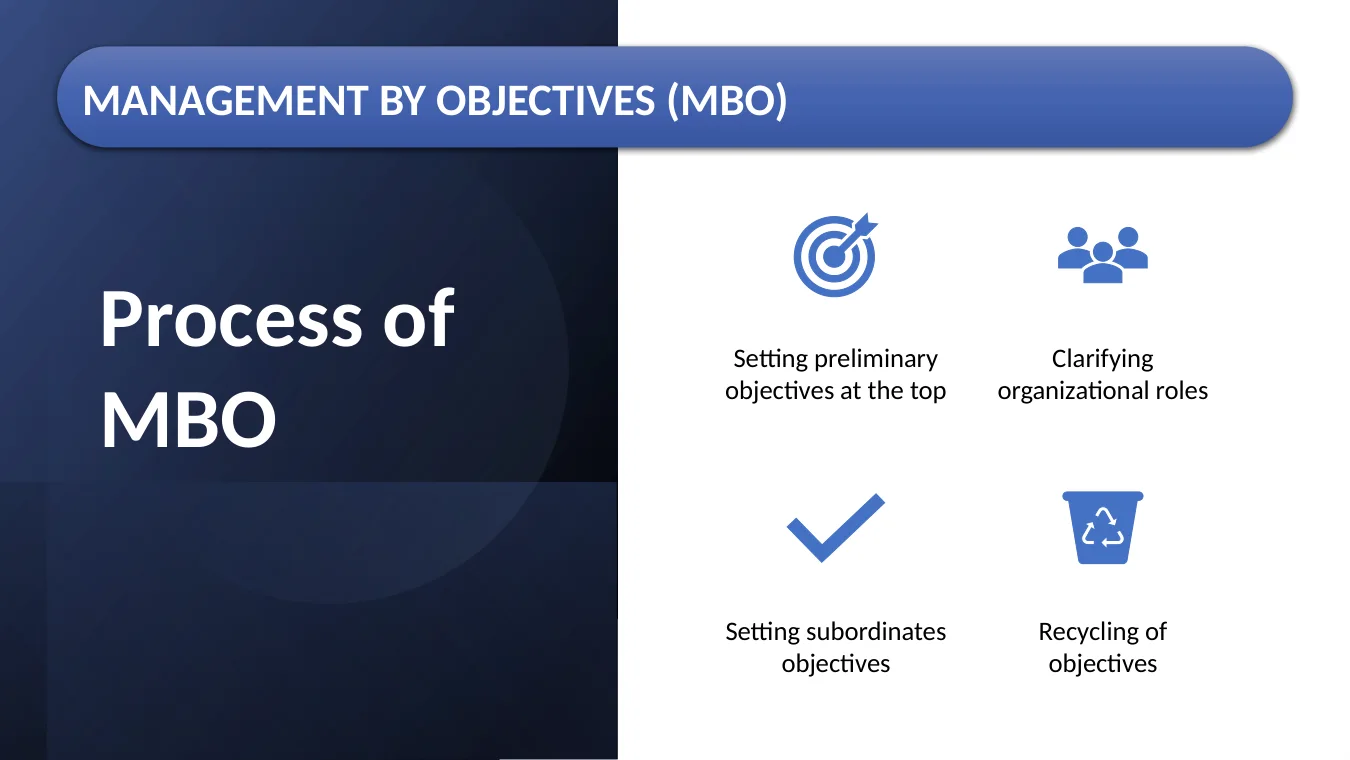 MANAGEMENT BY OBJECTIVES (MBO)
Process of
MBO
Setting preliminary
objectives at the top
Clarifying
organizational roles
Setting subordinates
objectives
Recycling of
objectives